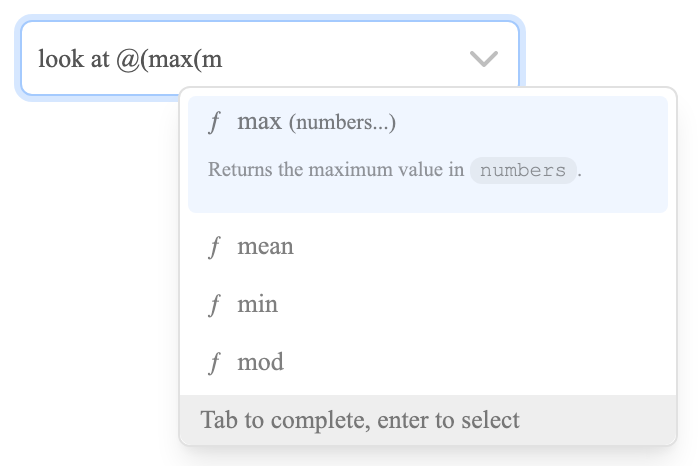 look at @(max(m
ƒ max (numbers...)
Returns the maximum value in numbers.
ƒ mean
ƒ min
ƒ mod
Tab to complete, enter to select